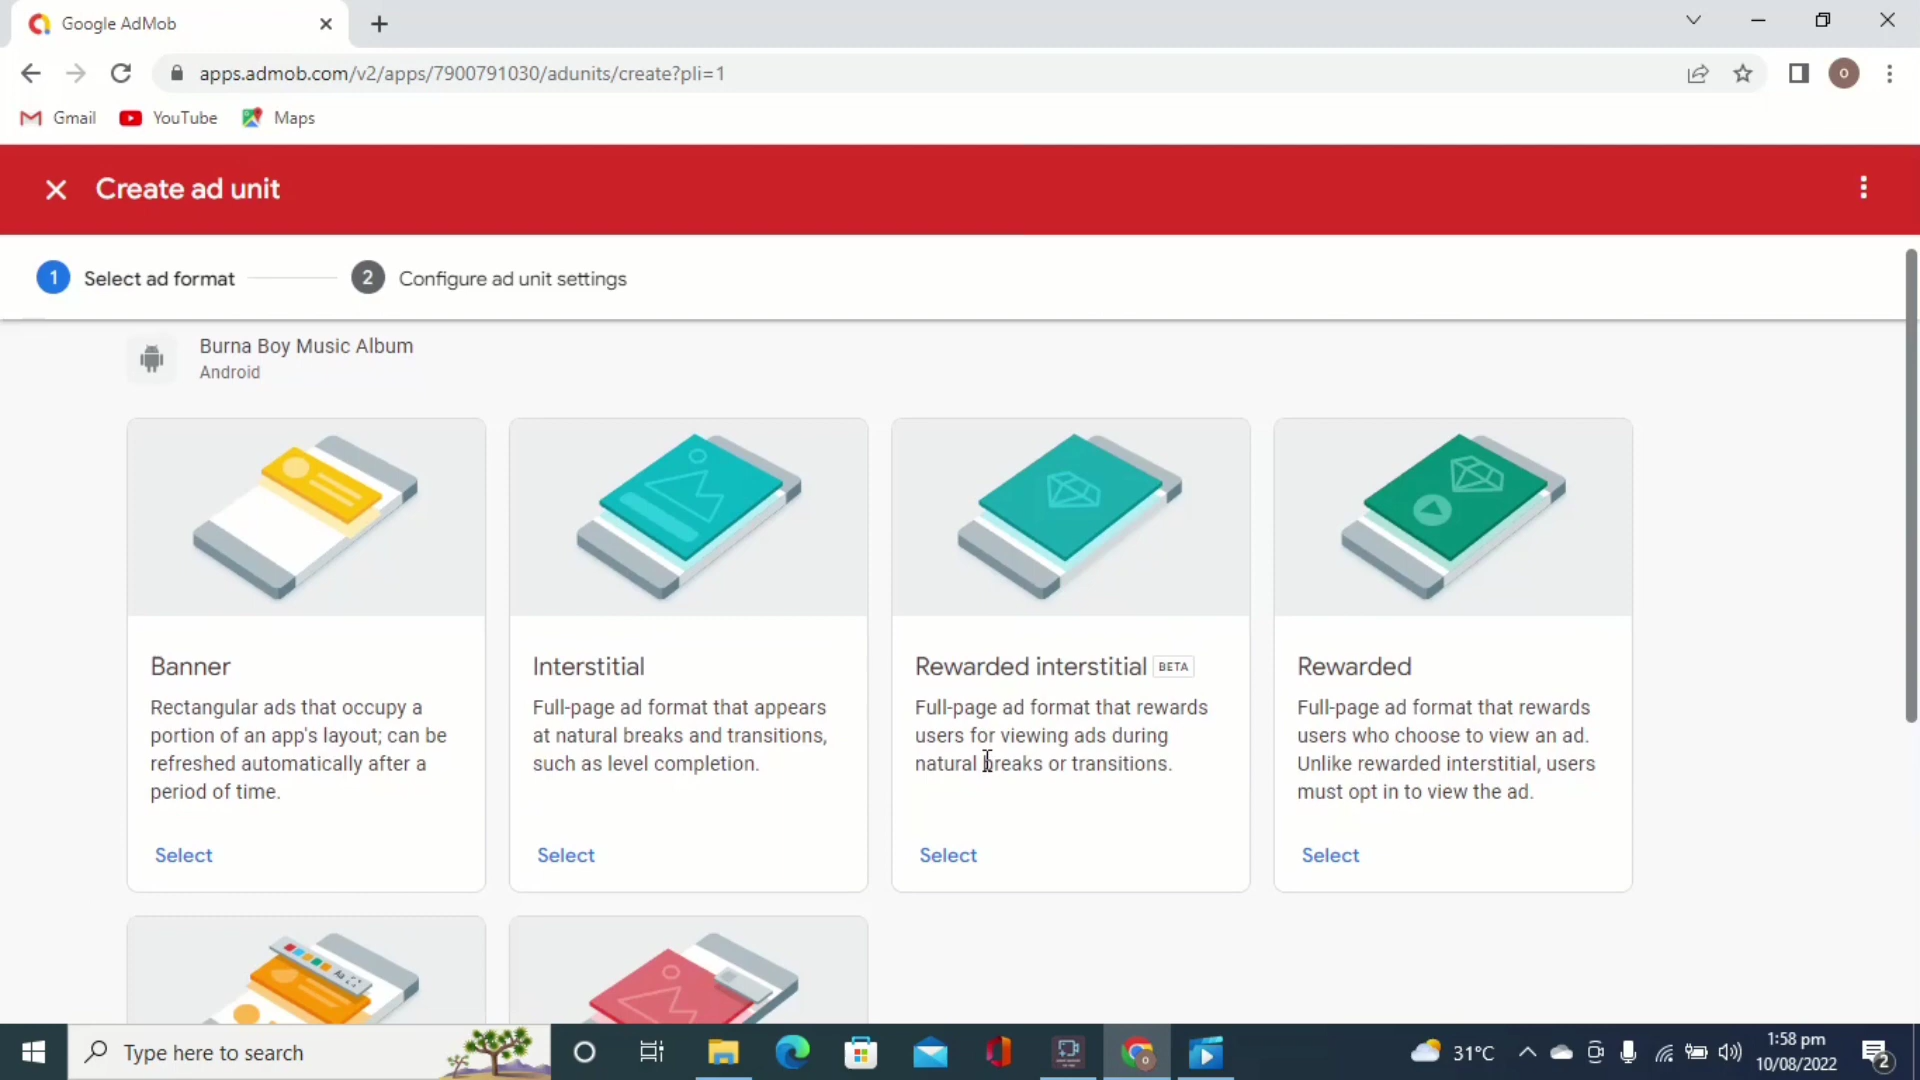 Google AdMob
apps.admob.com/v2/apps/7900791030/adunits/create?pli=1
O
Gmail YouTube Maps
Create ad unit
1 Select ad format 2 Configure ad unit settings
Burna Boy Music Album
Android
Banner
Rectangular ads that occupy a
portion of an app's layout; can be
refreshed automatically after a
period of time.
Select
Interstitial
Full-page ad format that appears
at natural breaks and transitions,
such as level completion.
Select
Rewarded interstitial BETA
Full-page ad format that rewards
users for viewing ads during
natural breaks or transitions.
Select
Rewarded
Full-page ad format that rewards
users who choose to view an ad.
Unlike rewarded interstitial, users
must opt in to view the ad.
Select
Aa
Type here to search
31°C
1:58 pm
10/08/2022
2